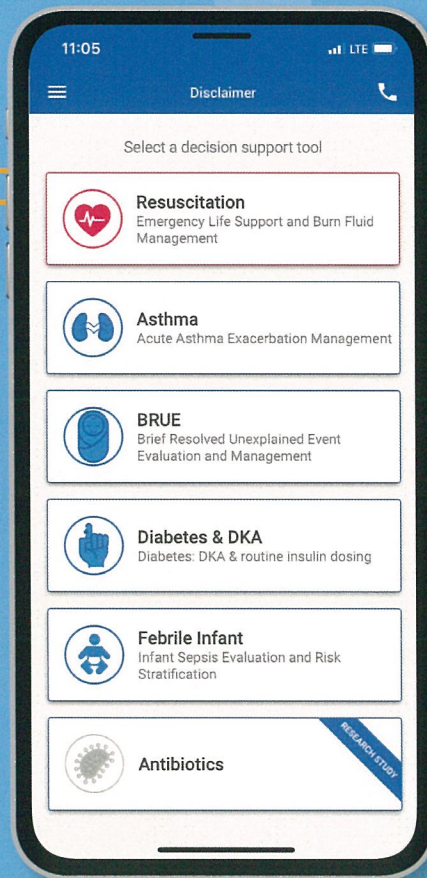 11:05
LTE
Disclaimer
Select a decision support tool
Resuscitation
Emergency Life Support and Burn Fluid
Management
Asthma
Acute Asthma Exacerbation Management
BRUE
Brief Resolved Unexplained Event
Evaluation and Management
Diabetes & DKA
Diabetes: DKA & routine insulin dosing
Febrile Infant
Infant Sepsis Evaluation and Risk
Stratification
Antibiotics
RESEARCH STUDY